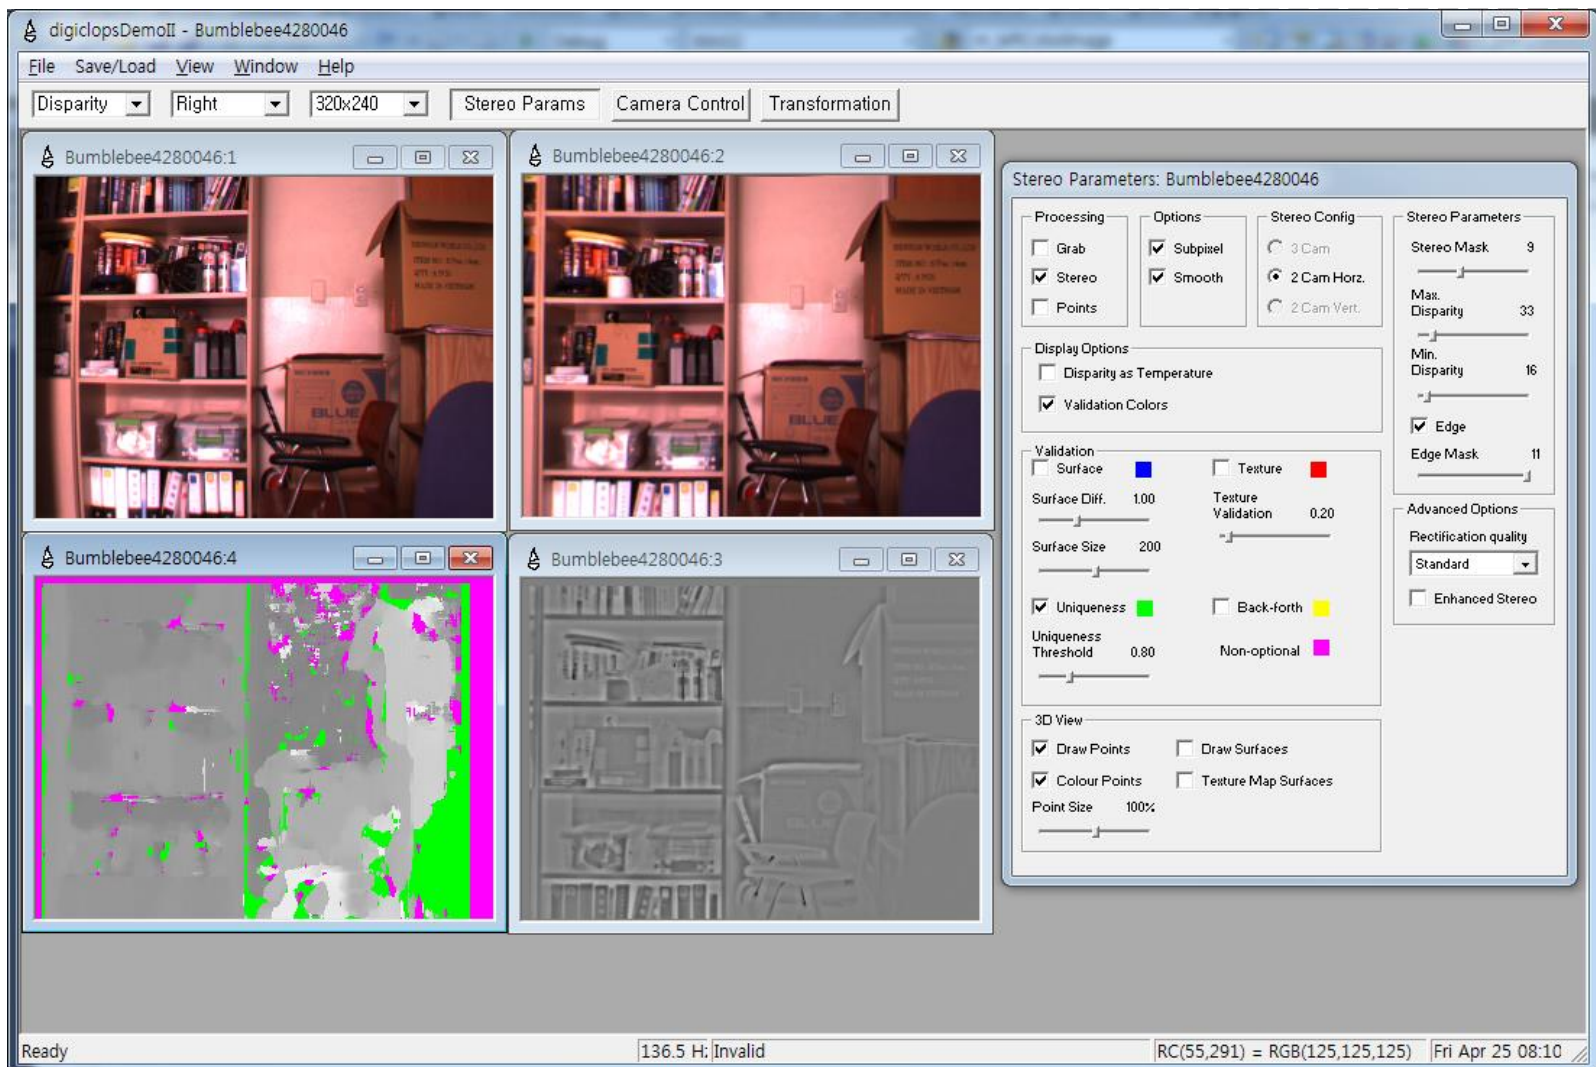 digiclopsDemoII - Bumblebee4280046
File Save/Load View Window Help
Disparity Right 320x240 Stereo Params Camera Control Transformation
Bumblebee4280046:1
Bumblebee4280046:2
BLUE
Bumblebee4280046:4
Bumblebee4280046:3
Stereo Parameters: Bumblebee4280046
Processing
Grab
Stereo
Points
Options
Subpixel
Smooth
Stereo Config
3 Cam
2 Cam Horz.
2 Cam Vert.
Stereo Parameters
Stereo Mask 9
Max.
Disparity 33
Min.
Disparity 16
Edge
Edge Mask 11
Display Options
Disparity as Temperature
Validation Colors
Validation
Surface
Texture
Surface Diff. 1.00
Texture
Validation 0.20
Surface Size 200
Uniqueness
Back-forth
Uniqueness
Threshold 0.80
Non-optional
Advanced Options
Rectification quality
Standard
Enhanced Stereo
3D View
Draw Points
Draw Surfaces
Colour Points
Texture Map Surfaces
Point Size 100%
Ready 136.5 H; Invalid RC(55,291) = RGB(125,125,125) Fri Apr 25 08:10